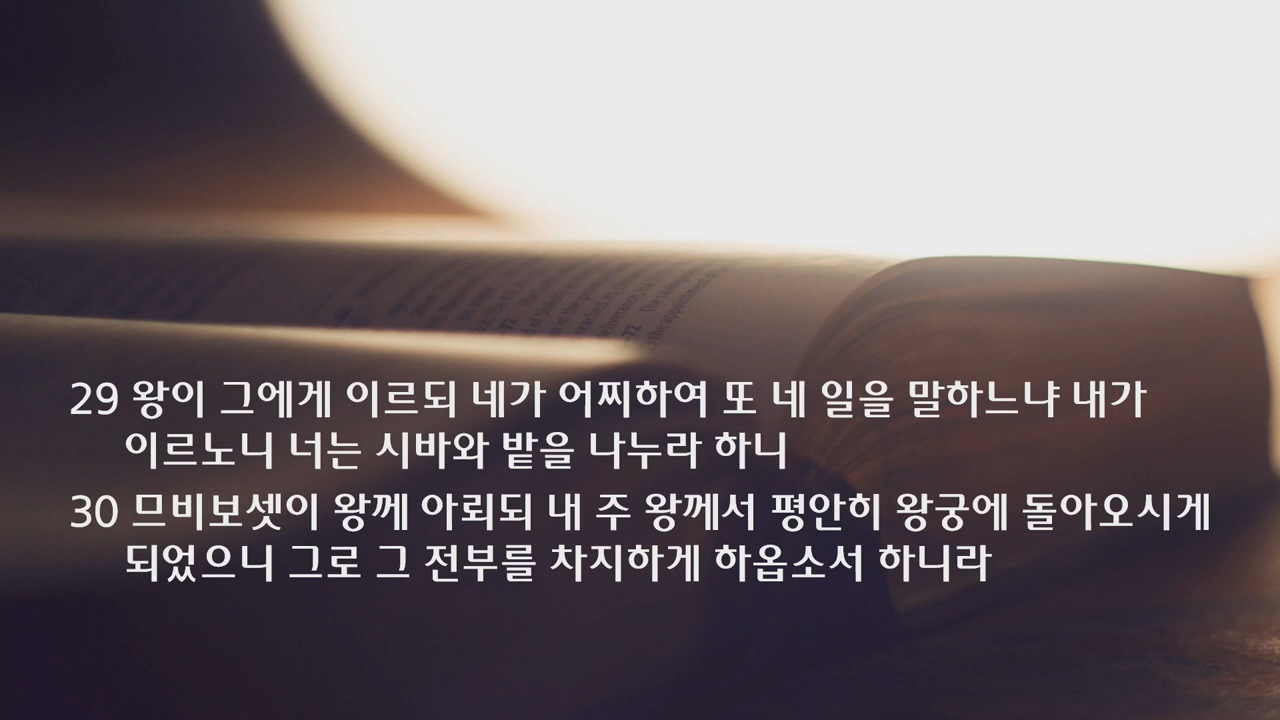 29 왕이 그에게 이르되 네가 어찌하여 또 네 일을 말하느냐 내가
이르노니 너는 시바와 밭을 나누라 하니
30 므비보셋이 왕께 아뢰되 내 주 왕께서 평안히 왕궁에 돌아오시게
되었으니 그로 그 전부를 차지하게 하옵소서 하니라